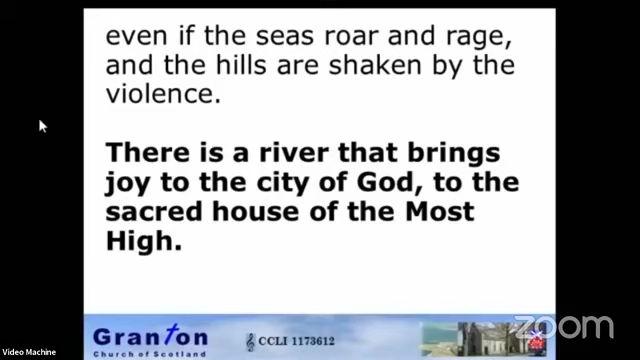 even if the seas roar and rage,
and the hills are shaken by the
violence.
There is a river that brings
joy to the city of God, to the
sacred house of the Most
High.
Granton
Church of Scotland
CCLI 1173612
zoom
Video Machine